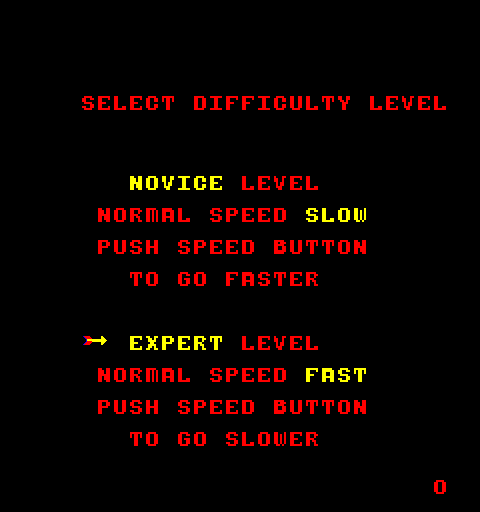 SELECT DIFFICULTY LEVEL
NOVICE LEVEL
NORMAL SPEED SLOW
PUSH SPEED BUTTON
TO GO FASTER
EXPERT LEVEL
NORMAL SPEED FAST
PUSH SPEED BUTTON
TO GO SLOWER
0